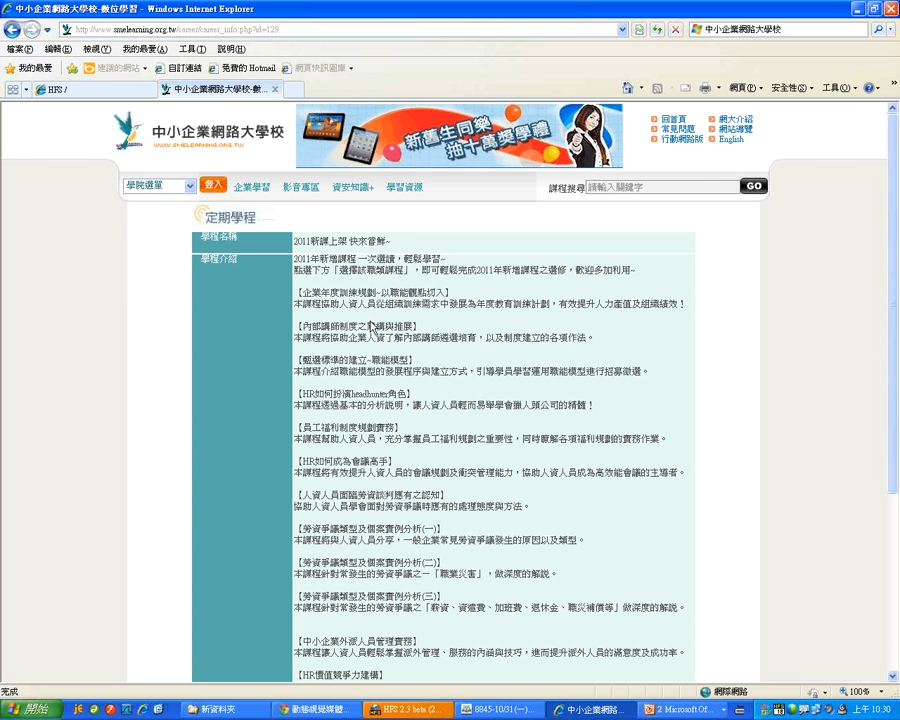 中小企業網路大學校-數位學習 - Windows Internet Explorer
http://www.smelearning.org.tw/career/career_info.php?id=129
中小企業網路大學校
檔案(F) 編輯(E) 檢視(V) 我的最愛(A) 工具(T) 說明(H)
我的最愛 建議的網站 自訂連結 免費的 Hotmail 網頁快訊圖庫
HFS / 中小企業網路大學校-數... 網頁(P) 安全性(S) 工具(O)
中小企業網路大學校
WWW.SMELEARNING.ORG.TW
新舊生同樂
抽十萬獎學禮
回首頁 網大介紹
常見問題 網站導覽
行動網路版 English
學院選單 登入 企業學習 影音專區 資安知識+ 學習資源 課程搜尋 請輸入關鍵字 GO
定期學程
學程名稱 2011新課上架 快來嘗鮮~
學程介紹 2011年新增課程 一次選讀，輕鬆學習~
點選下方「選擇該職類課程」，即可輕鬆完成2011年新增課程之選修，歡迎多加利用~
【企業年度訓練規劃~以職能觀點切入】
本課程協助人資人員從組織訓練需求中發展為年度教育訓練計劃，有效提升人力產值及組織績效！
【內部講師制度之建構與推展】
本課程將協助企業人資了解內部講師遴選培育，以及制度建立的各項作法。
【甄選標準的建立~職能模型】
本課程介紹職能模型的發展程序與建立方式，引導學員學習運用職能模型進行招募徵選。
【HR如何扮演headhunter角色】
本課程透過基本的分析說明，讓人資人員輕而易舉學會獵人頭公司的精髓！
【員工福利制度規劃實務】
本課程幫助人資人員，充分掌握員工福利規劃之重要性，同時瞭解各項福利規劃的實務作業。
【HR如何成為會議高手】
本課程將有效提升人資人員的會議規劃及衝突管理能力，協助人資人員成為高效能會議的主導者。
【人資人員面臨勞資談判應有之認知】
協助人資人員學會面對勞資爭議時應有的處理態度與方法。
【勞資爭議類型及個案實例分析(一)】
本課程將與人資人員分享，一般企業常見勞資爭議發生的原因以及類型。
【勞資爭議類型及個案實例分析(二)】
本課程針對常發生的勞資爭議之一「職業災害」，做深度的解說。
【勞資爭議類型及個案實例分析(三)】
本課程針對常發生的勞資爭議之「薪資、資遣費、加班費、退休金、職災補償等」做深度的解說。
【中小企業外派人員管理實務】
本課程讓人資人員輕鬆掌握派外管理、服務的內涵與技巧，進而提升派外人員的滿意度及成功率。
【HR價值競爭力建構】
完成 網際網路 100%
開始 新資料夾 動態視覺媒體... HFS 2.3 beta (2... 8845-10/31(一)... 中小企業網路... 2 Microsoft Of... 上午 10:30